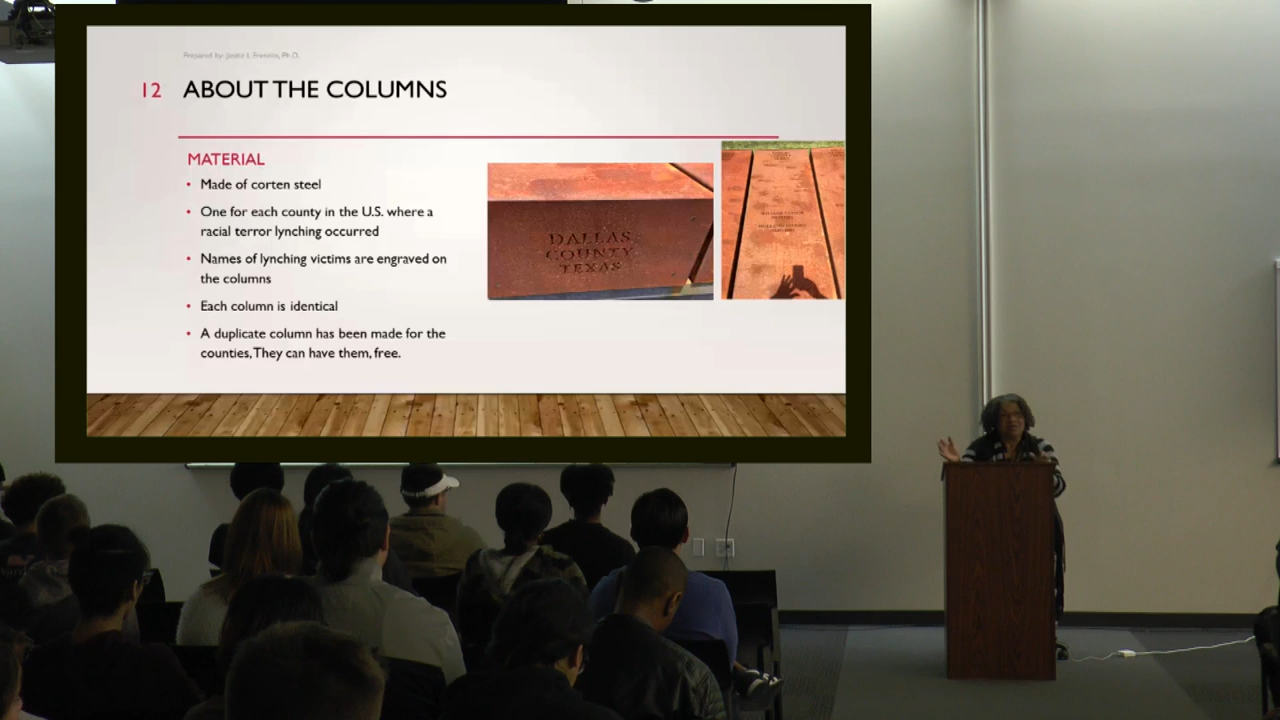 Prepared by:
Ph.D.
12 ABOUT THE COLUMNS
MATERIAL
• Made of corten steel
• One for each county in the U.S. where a
racial terror lynching occurred
• Names of lynching victims are engraved on
the columns
• Each column is identical
• A duplicate column has been made for the
counties, They can have them, free.
DALLAS
COUNTY
TEXAS